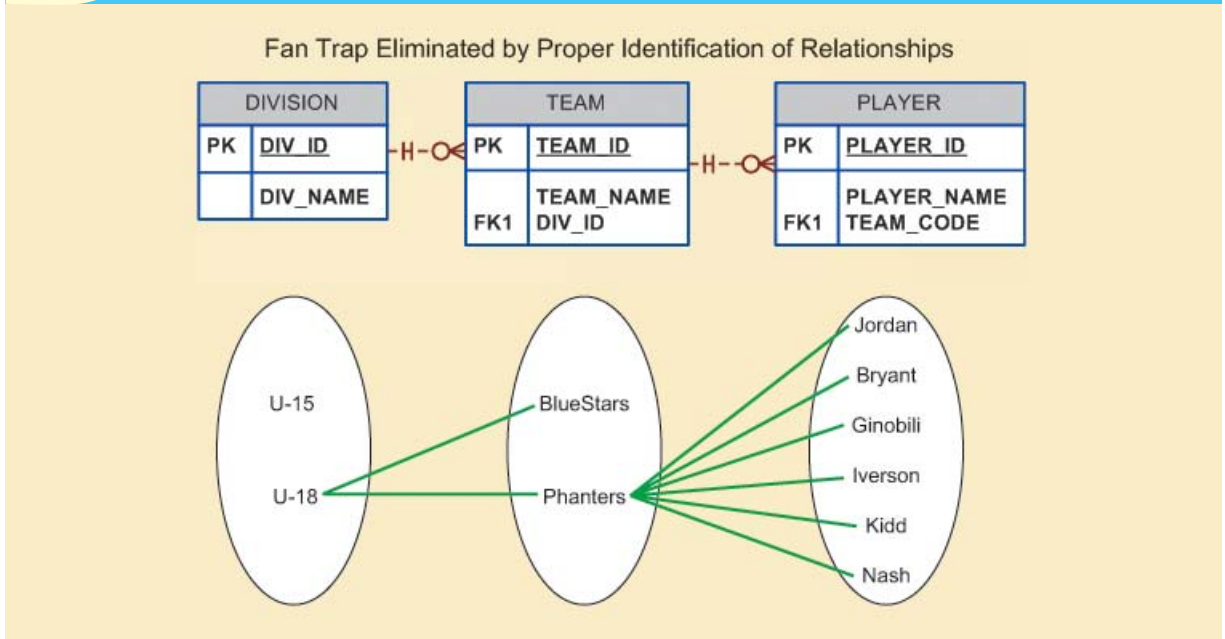 Fan Trap Eliminated by Proper Identification of Relationships
DIVISION
PK DIV_ID
DIV_NAME
TEAM
PK TEAM_ID
TEAM_NAME
FK1 DIV_ID
PLAYER
PK PLAYER_ID
PLAYER_NAME
FK1 TEAM_CODE
U-15
U-18
BlueStars
Phanters
Jordan
Bryant
Ginobili
Iverson
Kidd
Nash